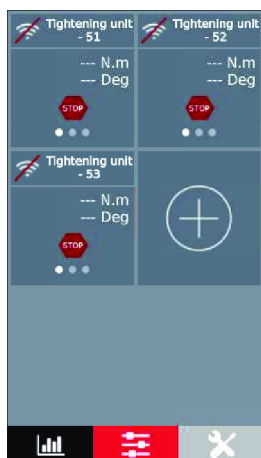 Tightening unit
- 51
--- N.m
--- Deg
STOP
Tightening unit
- 52
--- N.m
--- Deg
STOP
Tightening unit
- 53
--- N.m
--- Deg
STOP